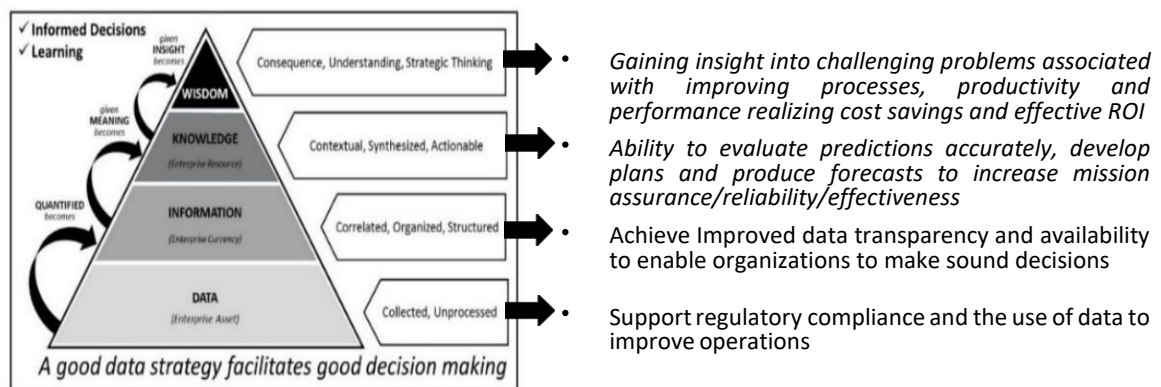 ✓ Informed Decisions
✓ Learning
given
INSIGHT
becomes
WISDOM
Consequence, Understanding, Strategic Thinking
given
MEANING
becomes
KNOWLEDGE
(Enterprise Resource)
Contextual, Synthesized, Actionable
QUANTIFIED
becomes
INFORMATION
(Enterprise Currency)
Correlated, Organized, Structured
DATA
(Enterprise Asset)
Collected, Unprocessed
A good data strategy facilitates good decision making
• Gaining insight into challenging problems associated
with improving processes, productivity and
performance realizing cost savings and effective ROI
• Ability to evaluate predictions accurately, develop
plans and produce forecasts to increase mission
assurance/reliability/effectiveness
• Achieve Improved data transparency and availability
to enable organizations to make sound decisions
• Support regulatory compliance and the use of data to
improve operations